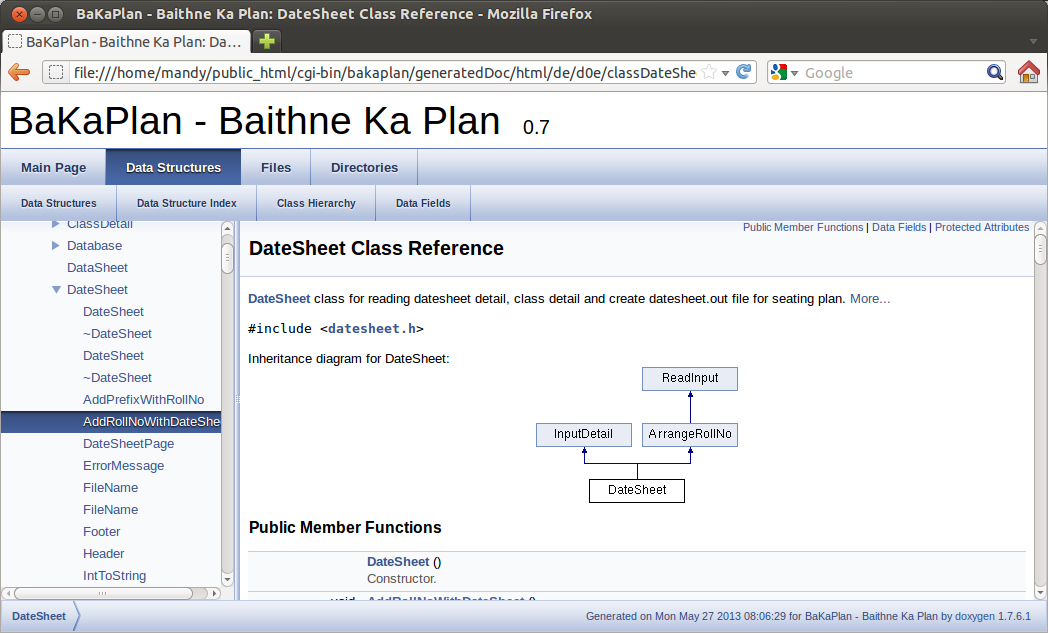 BaKaPlan - Baithne Ka Plan: DateSheet Class Reference - Mozilla Firefox
BaKaPlan - Baithne Ka Plan: Da...
file:///home/mandy/public_html/cgi-bin/bakaplan/generatedDoc/html/de/d0e/classDateShe
Google
BaKaPlan - Baithne Ka Plan 0.7
Main Page
Data Structures
Files
Directories
Data Structures
Data Structure Index
Class Hierarchy
Data Fields
ClassDetail
Database
DataSheet
DateSheet
DateSheet
~DateSheet
DateSheet
~DateSheet
AddPrefixWithRollNo
AddRollNoWithDateShe
DateSheetPage
ErrorMessage
FileName
FileName
Footer
Header
IntToString
Public Member Functions | Data Fields | Protected Attributes
DateSheet Class Reference
DateSheet class for reading datesheet detail, class detail and create datesheet.out file for seating plan. More...
#include <datesheet.h>
Inheritance diagram for DateSheet:
ReadInput
InputDetail
ArrangeRollNo
DateSheet
Public Member Functions
DateSheet ()
Constructor.
void AddRollNoWithDateSheet ()
DateSheet
Generated on Mon May 27 2013 08:06:29 for BaKaPlan - Baithne Ka Plan by doxygen 1.7.6.1